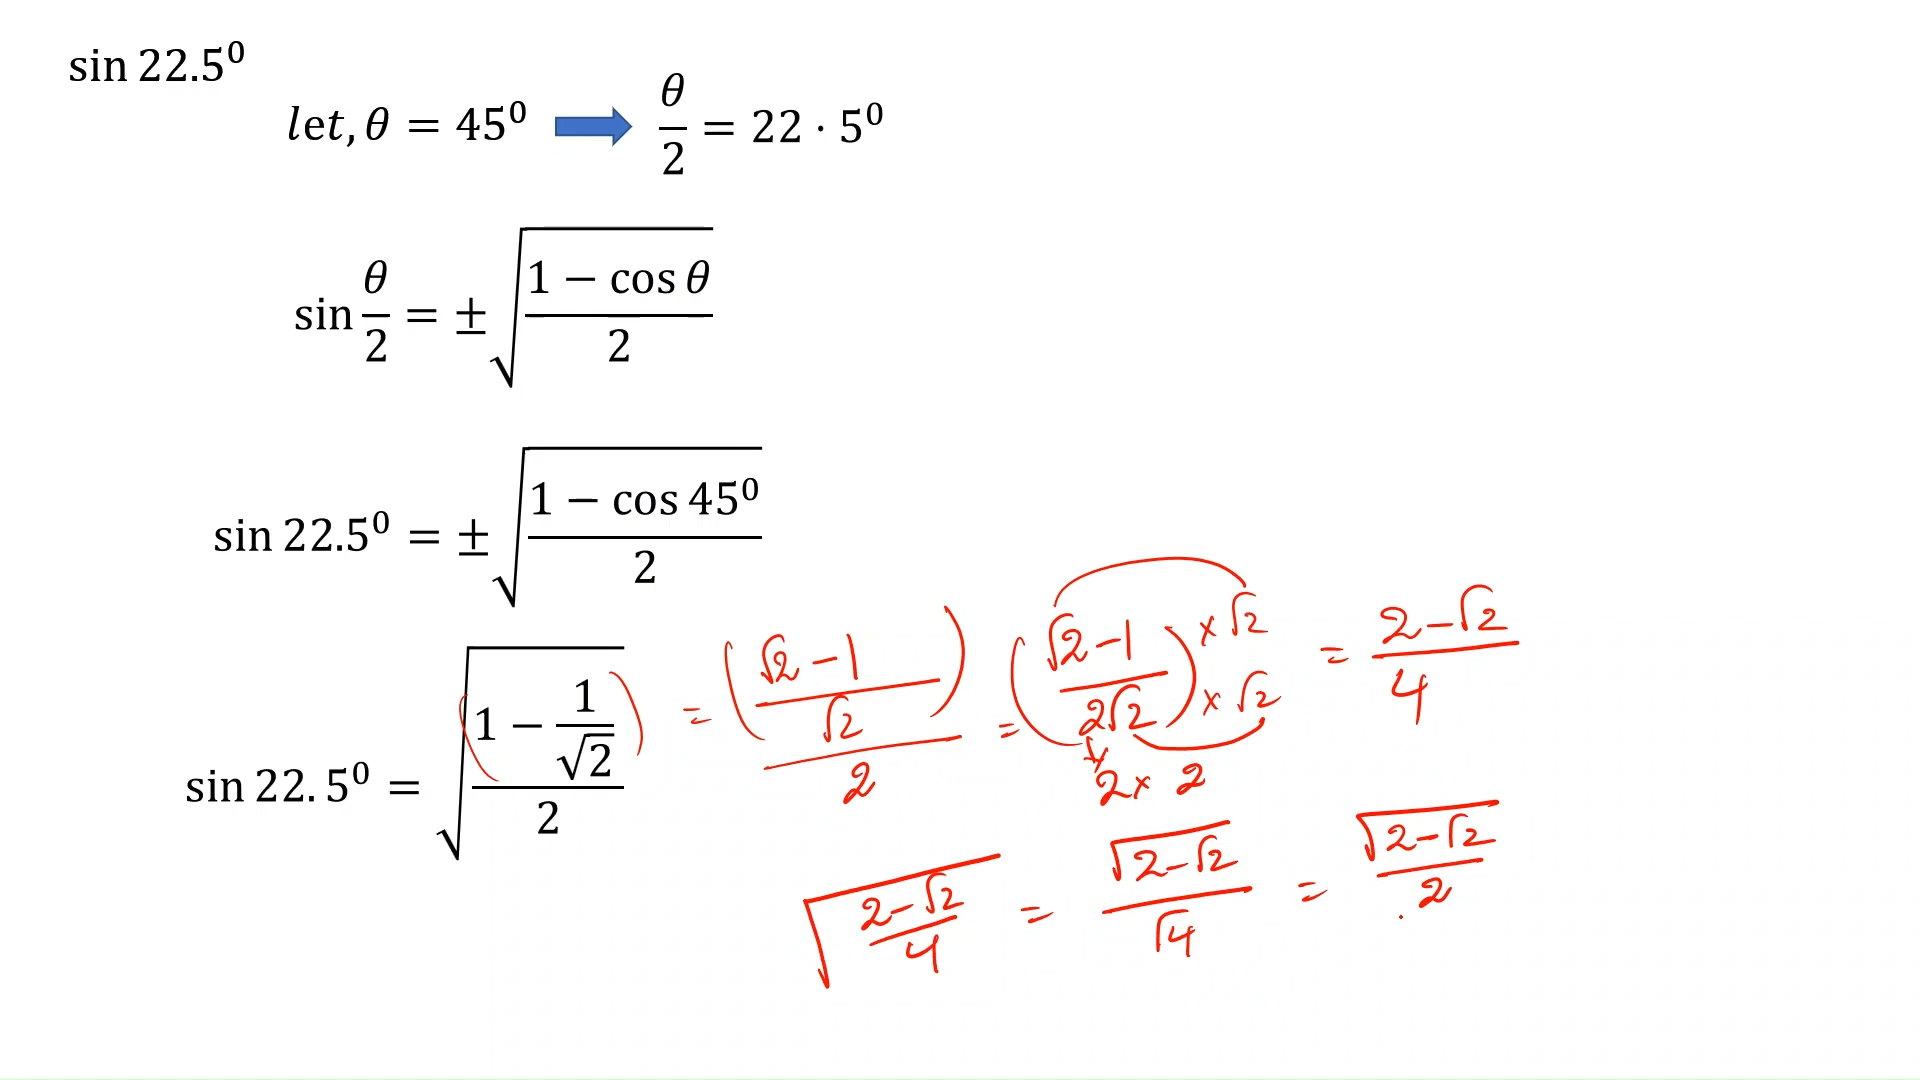 sin 22.5⁰
let, θ = 45⁰ ➡ θ/2 = 22 · 5⁰
sin θ/2 = ± √((1 − cos θ)/2)
sin 22.5⁰ = ± √((1 − cos 45⁰)/2)
sin 22. 5⁰ = √((1 − 1/√2)/2) = ((√2 − 1)/√2)/2 = ((√2 − 1)/(2√2)) × √2 × √2 = (2 − √2)/4
2 × 2
√((2 − √2)/4) = √(2 − √2)/√4 = √(2 − √2)/2